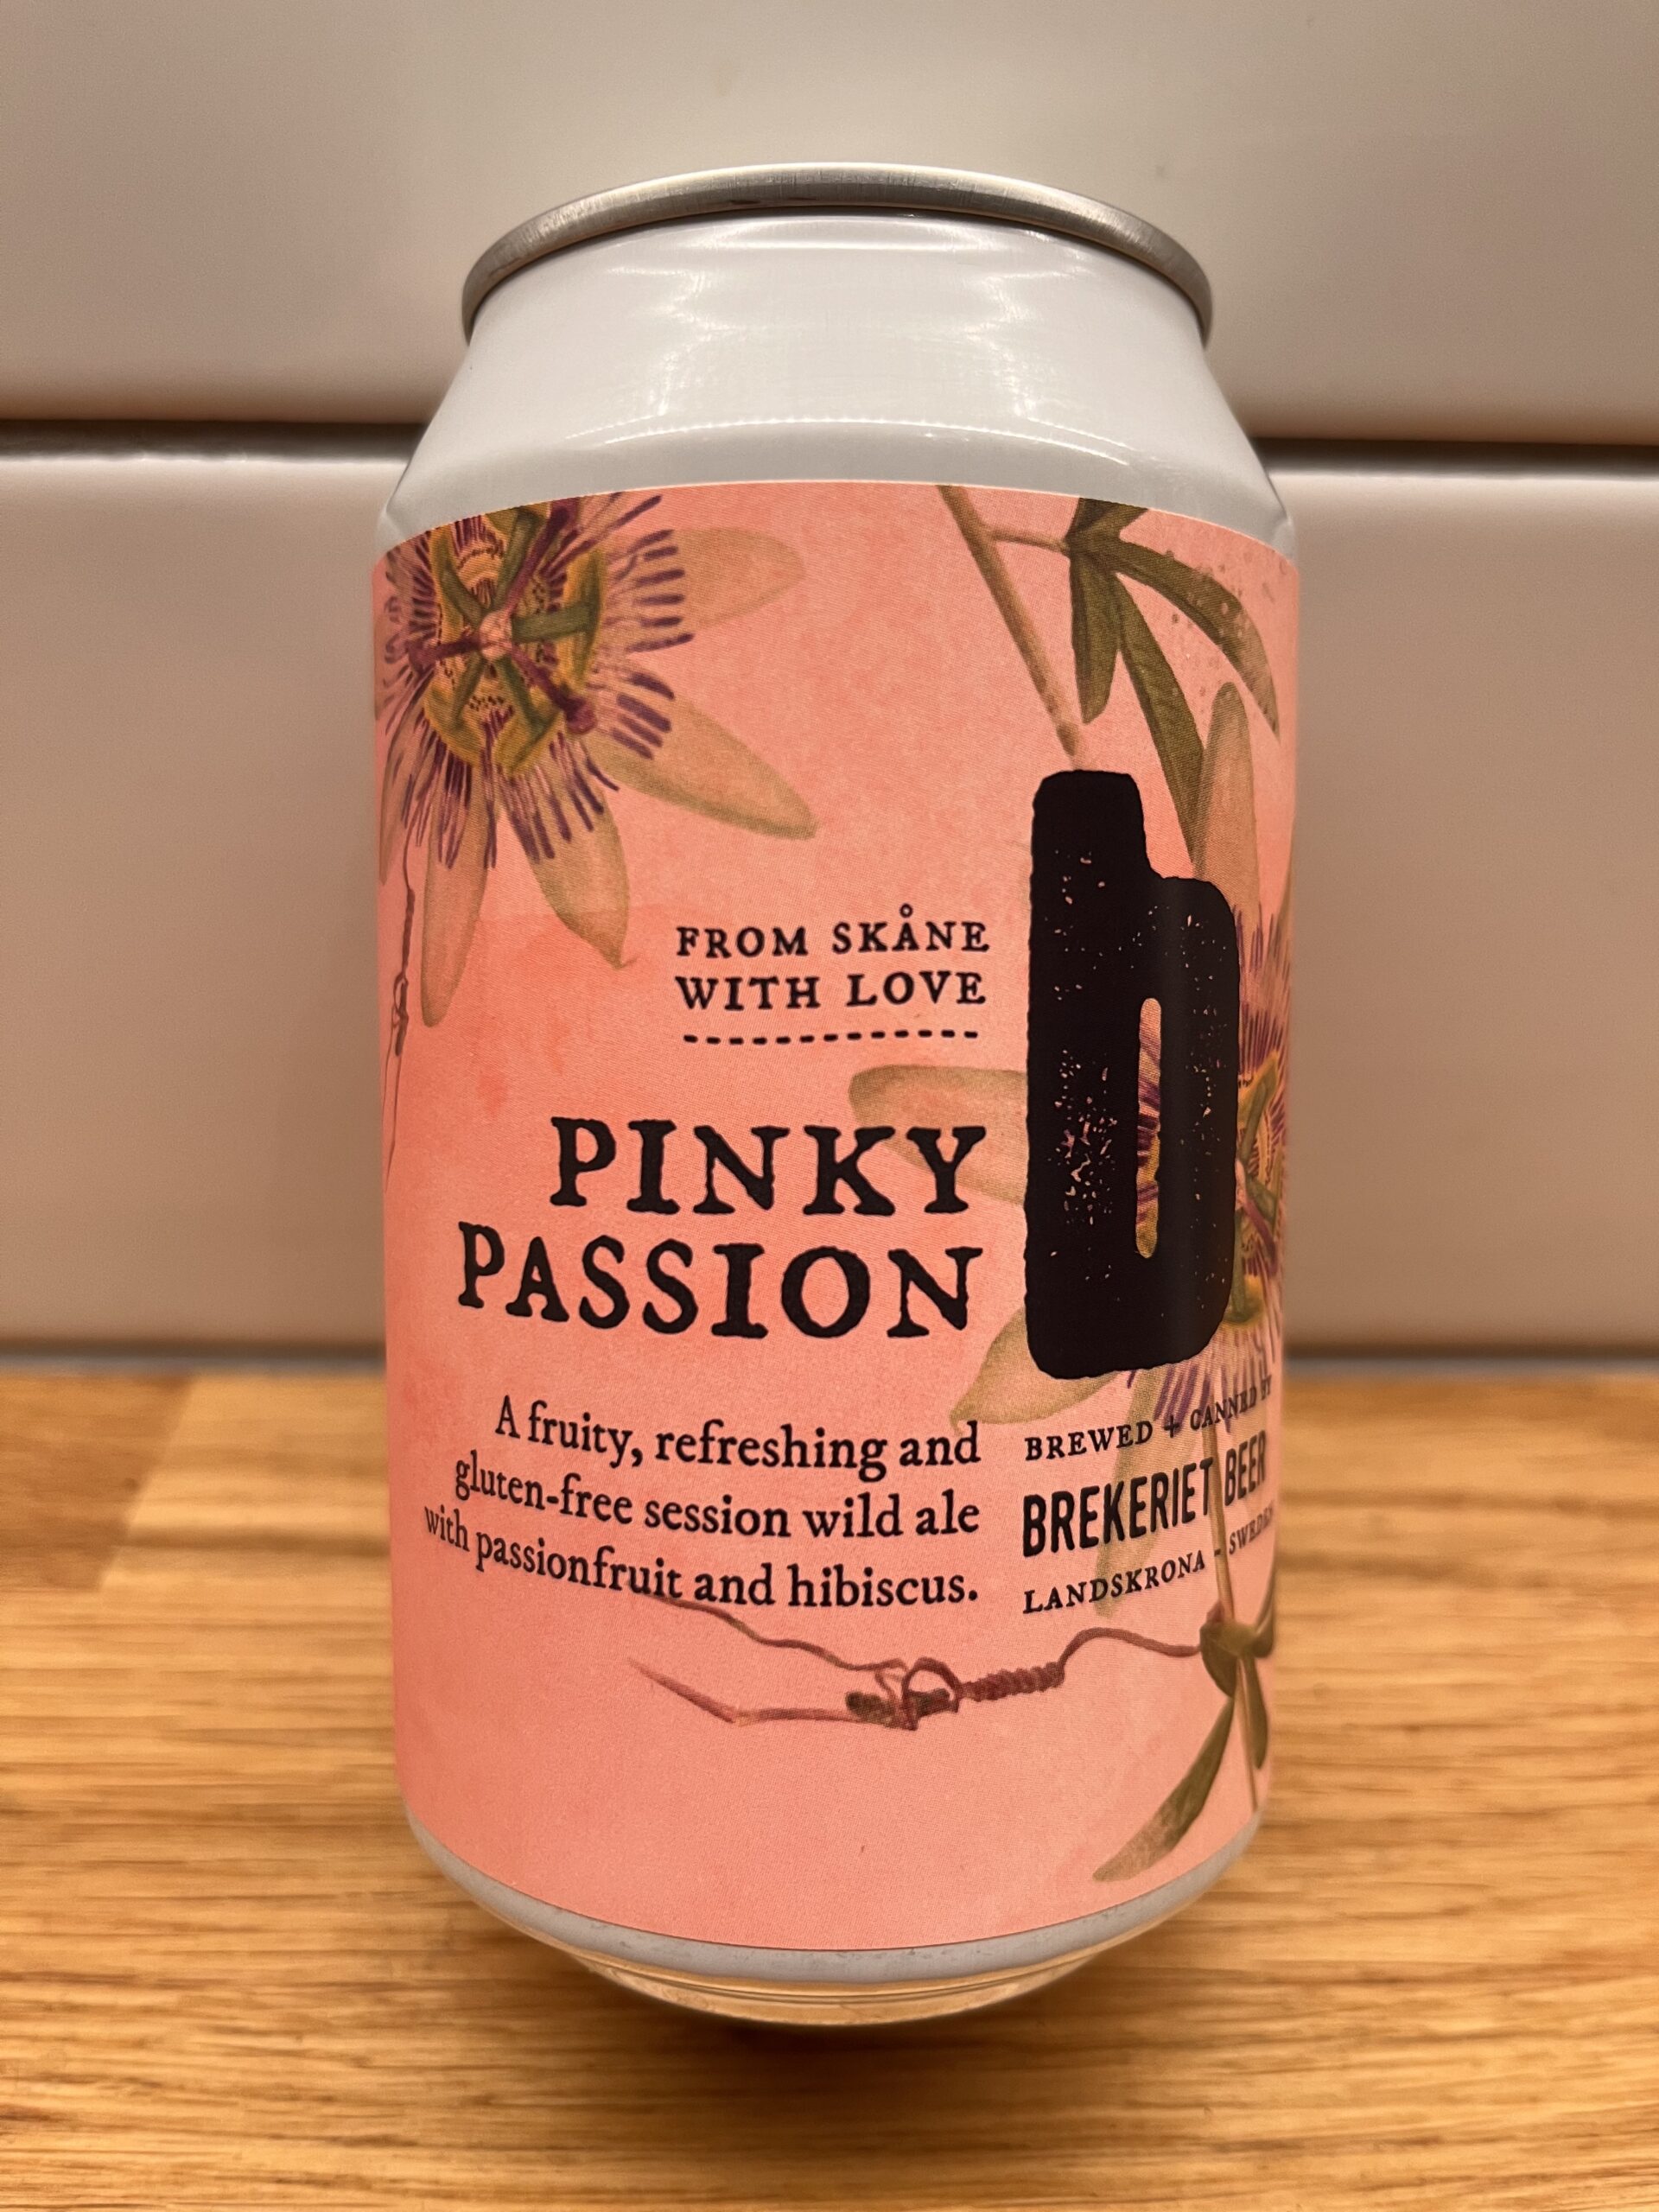 FROM SKÅNE
WITH LOVE
PINKY
PASSION
A fruity, refreshing and
gluten-free session wild ale
with passionfruit and hibiscus.
b
BREWED + CANNED BY
BREKERIET BEER
LANDSKRONA - SWEDEN